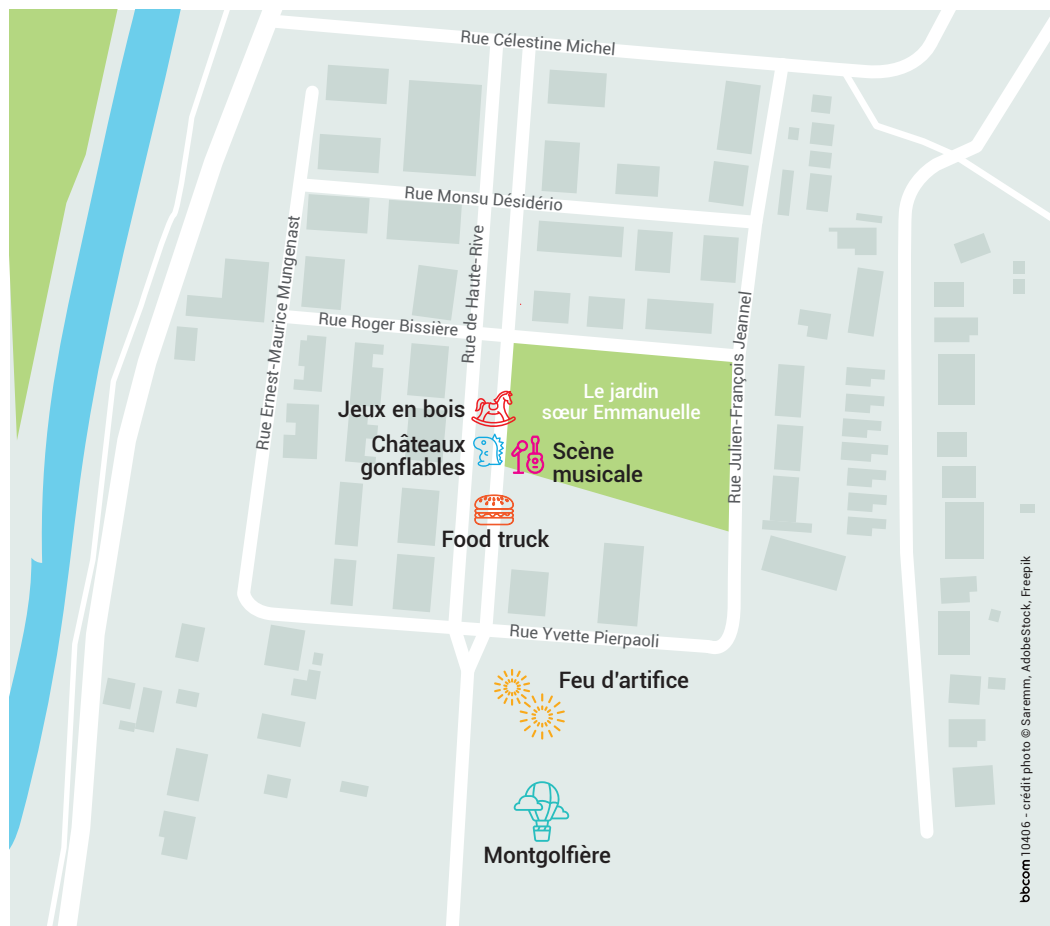 Rue Célestine Michel
Rue Monsu Désidério
Rue Ernest-Maurice Mungenast
Rue de Haute-Rive
Rue Roger Bissière
Rue Julien-François Jeannel
Le jardin
sœur Emmanuelle
Jeux en bois
Châteaux
gonflables
Scène
musicale
Food truck
Rue Yvette Pierpaoli
Feu d'artifice
Montgolfière
bbcom 10406 - crédit photo © Saremm, AdobeStock, Freepik